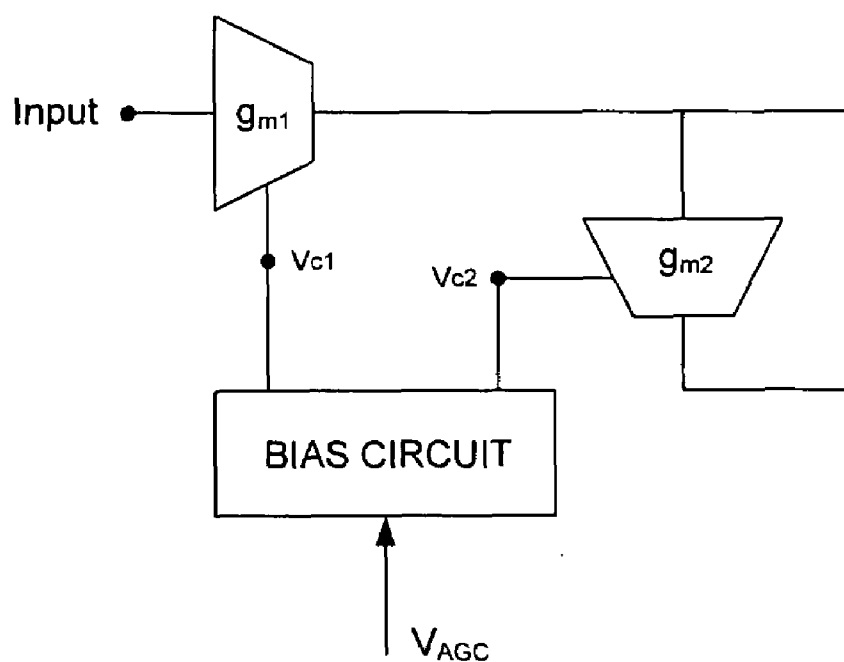 Input
gm1
Vc1
Vc2
gm2
BIAS CIRCUIT
VAGC